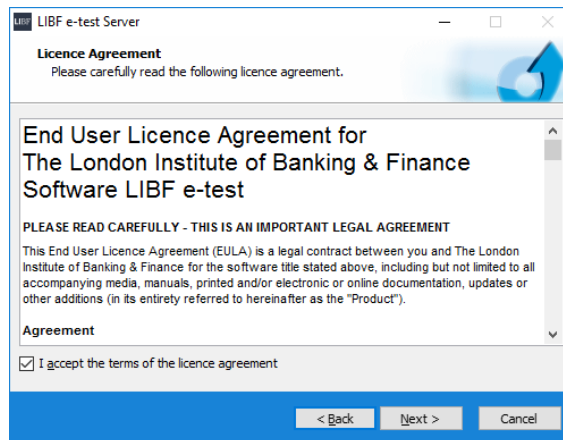 LIBF LIBF e-test Server
Licence Agreement
Please carefully read the following licence agreement.
End User Licence Agreement for
The London Institute of Banking & Finance
Software LIBF e-test
PLEASE READ CAREFULLY - THIS IS AN IMPORTANT LEGAL AGREEMENT
This End User Licence Agreement (EULA) is a legal contract between you and The London
Institute of Banking & Finance for the software title stated above, including but not limited to all
accompanying media, manuals, printed and/or electronic or online documentation, updates or
other additions (in its entirety referred to hereinafter as the "Product").
Agreement
I accept the terms of the licence agreement
< Back Next > Cancel